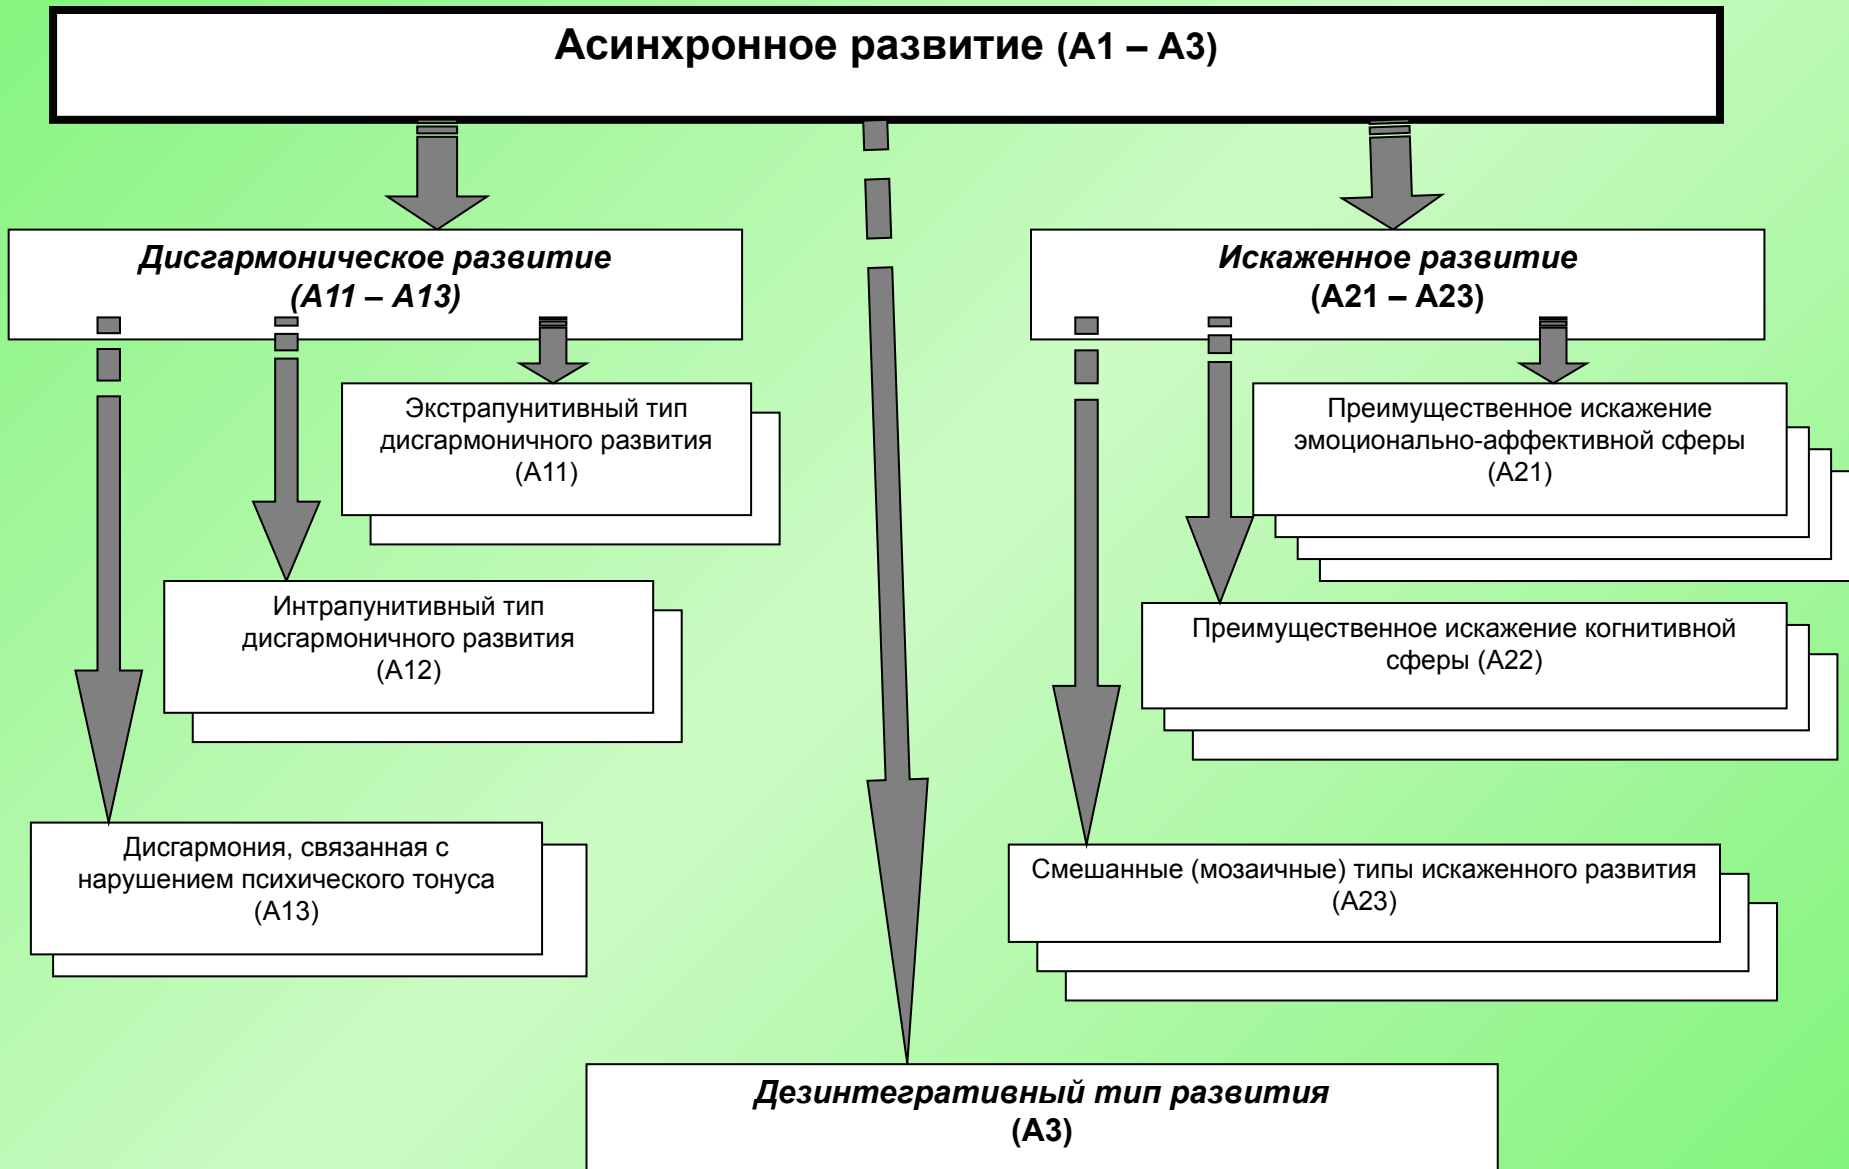 Асинхронное развитие (А1 – А3)
Дисгармоническое развитие
(А11 – А13)
Искаженное развитие
(А21 – А23)
Экстрапунитивный тип
дисгармоничного развития
(А11)
Преимущественное искажение
эмоционально-аффективной сферы
(А21)
Интрапунитивный тип
дисгармоничного развития
(А12)
Преимущественное искажение когнитивной
сферы (А22)
Дисгармония, связанная с
нарушением психического тонуса
(А13)
Смешанные (мозаичные) типы искаженного развития
(А23)
Дезинтегративный тип развития
(А3)